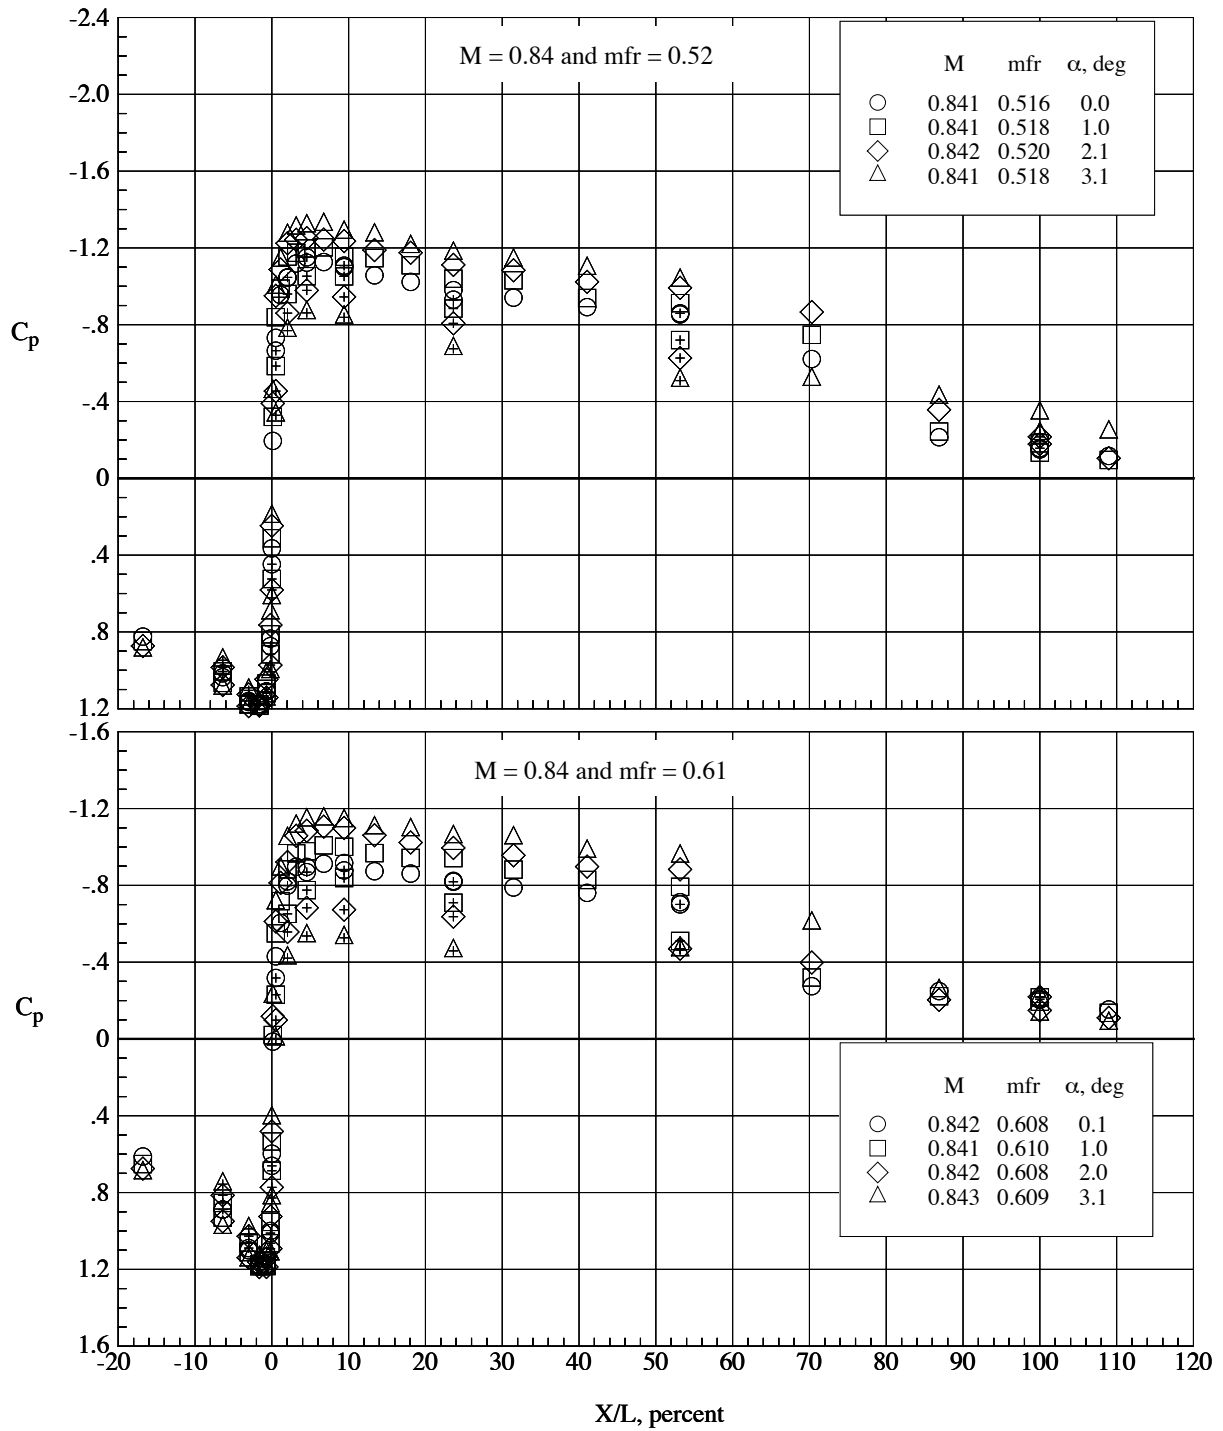 -2.4
M = 0.84 and mfr = 0.52
M mfr α, deg
0.841 0.516 0.0
0.841 0.518 1.0
0.842 0.520 2.1
0.841 0.518 3.1
-2.0
-1.6
-1.2
-.8
Cp
-.4
0
.4
.8
1.2
-1.6
M = 0.84 and mfr = 0.61
-1.2
-.8
-.4
Cp
0
M mfr α, deg
0.842 0.608 0.1
0.841 0.610 1.0
0.842 0.608 2.0
0.843 0.609 3.1
.4
.8
1.2
1.6
-20 -10 0 10 20 30 40 50 60 70 80 90 100 110 120
X/L, percent